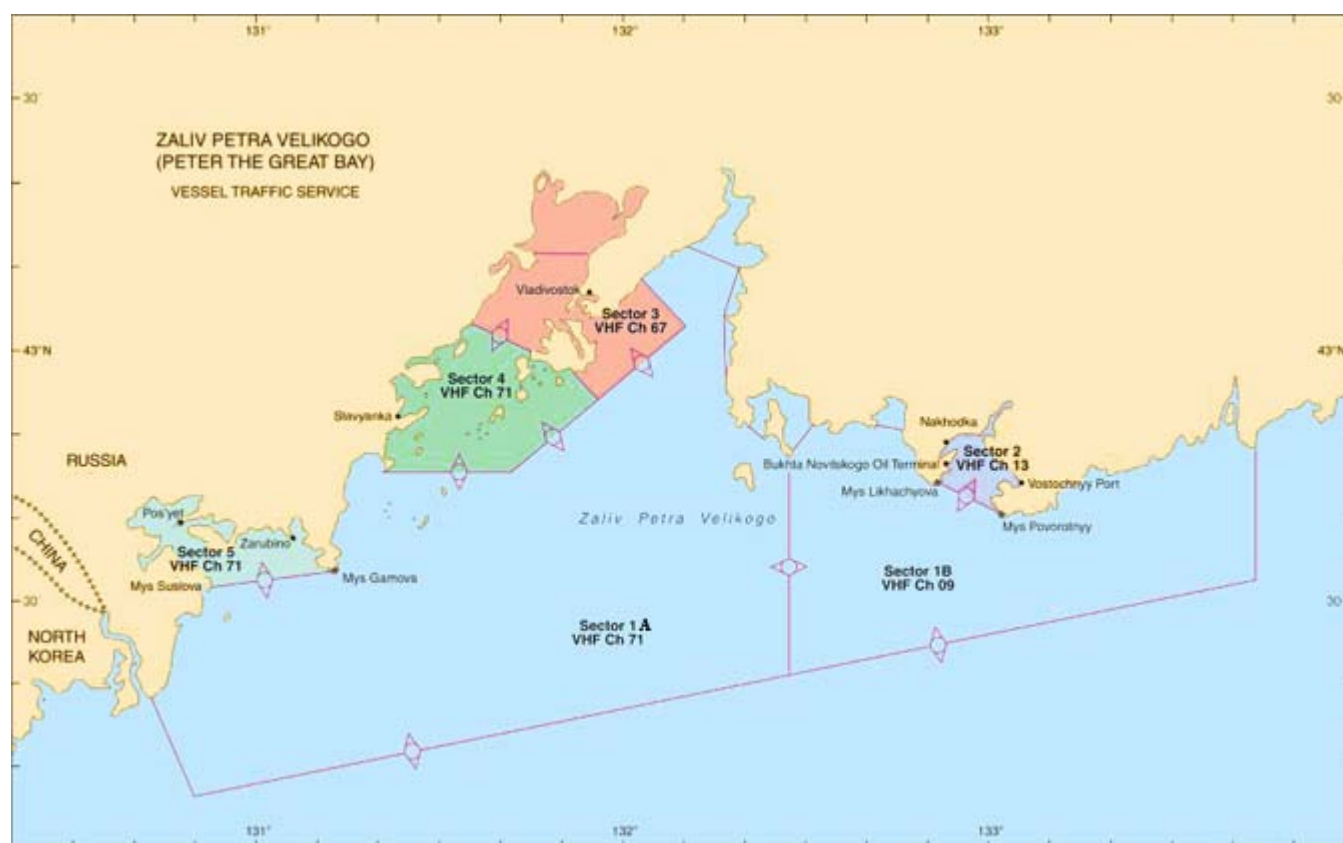 131°
132°
133°
30'
30'
ZALIV PETRA VELIKOGO
(PETER THE GREAT BAY)
VESSEL TRAFFIC SERVICE
Vladivostok
Sector 3
VHF Ch 67
43°N
43°N
Sector 4
VHF Ch 71
Slavyanka
Nakhodka
Sector 2
VHF Ch 13
RUSSIA
Bukhta Novitskogo Oil Terminal
Vostochnyy Port
Mys Likhachyova
Pos'yet
Zaliv Petra Velikogo
Mys Povorotnyy
CHINA
Zarubino
Sector 5
VHF Ch 71
Mys Suslova
Mys Gamova
Sector 1B
VHF Ch 09
30'
30'
Sector 1A
VHF Ch 71
NORTH
KOREA
131°
132°
133°